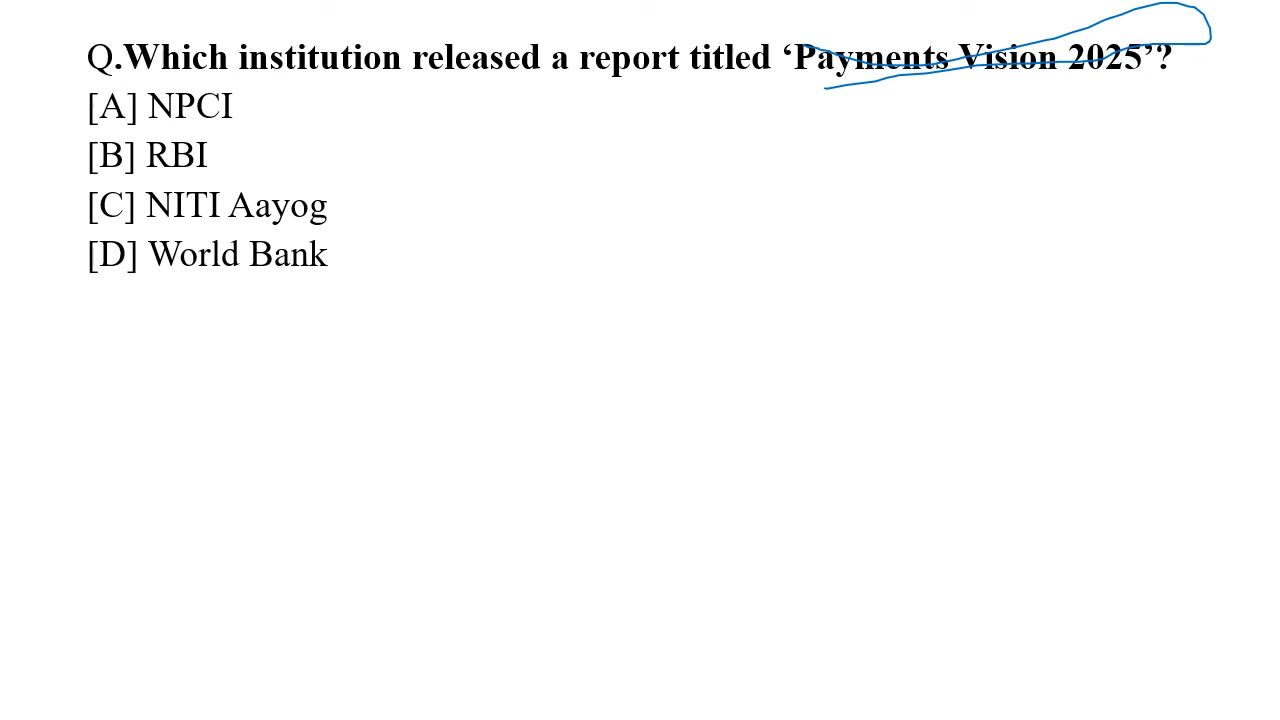 Q.Which institution released a report titled ‘Payments Vision 2025’?
[A] NPCI
[B] RBI
[C] NITI Aayog
[D] World Bank